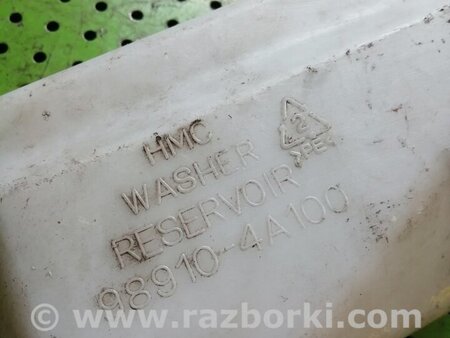 HMC
WASHER
RESERVOIR
98910-4A100
2
>PE<
www.razborki.com